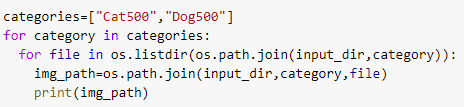 categories=["Cat500","Dog500"]
for category in categories:
  for file in os.listdir(os.path.join(input_dir,category)):
    img_path=os.path.join(input_dir,category,file)
    print(img_path)